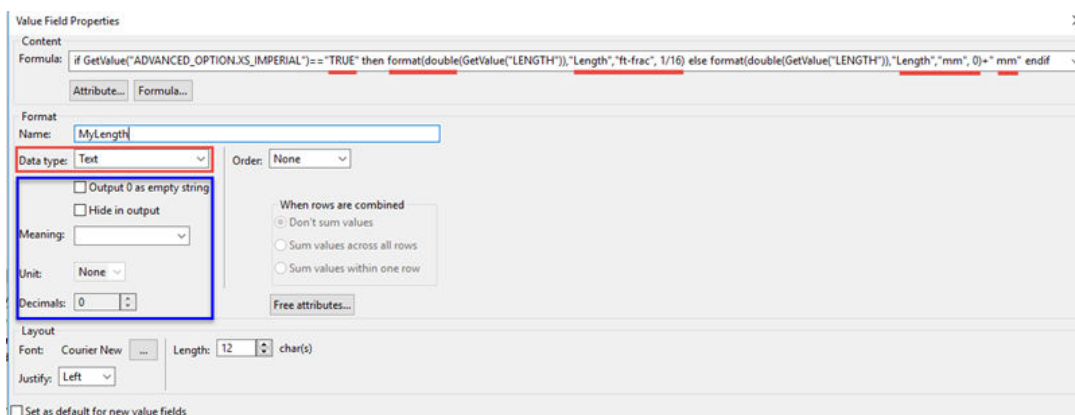 Value Field Properties
Content
Formula: if GetValue("ADVANCED_OPTION.XS_IMPERIAL")=="TRUE" then format(double(GetValue("LENGTH")),"Length","ft-frac", 1/16) else format(double(GetValue("LENGTH")),"Length","mm", 0)+" mm" endif
Attribute... Formula...
Format
Name: MyLength
Data type: Text Order: None
Output 0 as empty string
Hide in output When rows are combined
Don't sum values
Meaning:
Sum values across all rows
Unit: None Sum values within one row
Decimals: 0 Free attributes...
Layout
Font: Courier New ... Length: 12 char(s)
Justify: Left
Set as default for new value fields